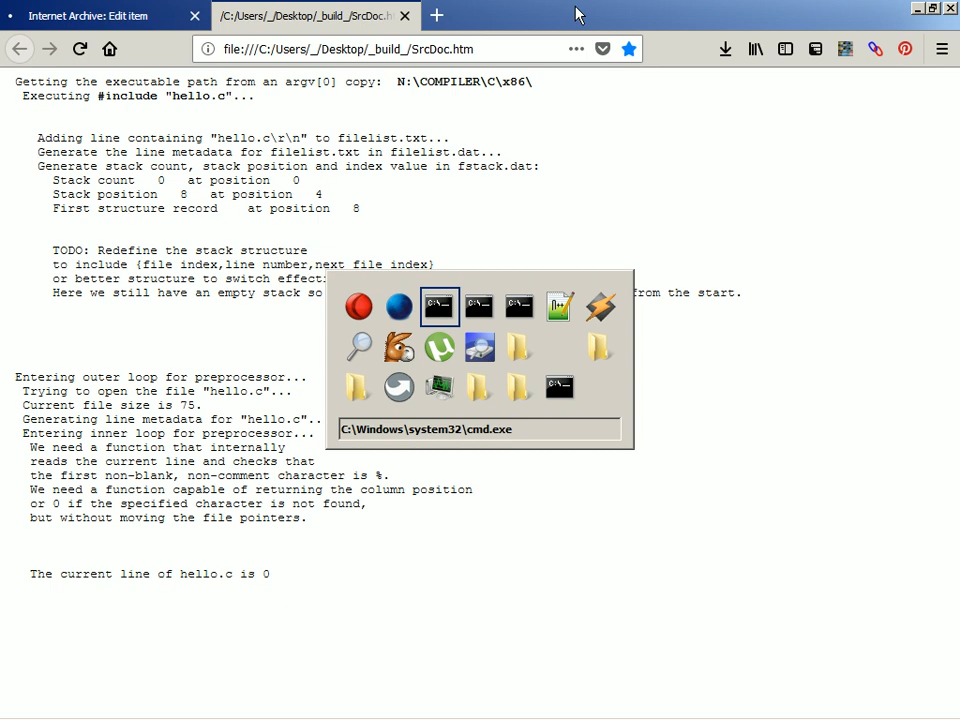 Internet Archive: Edit item
/C:/Users/_/Desktop/_build_/SrcDoc.h
file:///C:/Users/_/Desktop/_build_/SrcDoc.htm
Getting the executable path from an argv[0] copy:  N:\COMPILER\C\x86\
Executing #include "hello.c"...
Adding line containing "hello.c\r\n" to filelist.txt...
Generate the line metadata for filelist.txt in filelist.dat...
Generate stack count, stack position and index value in fstack.dat:
Stack count   0   at position   0
Stack position   8   at position   4
First structure record    at position   8
TODO: Redefine the stack structure
to include {file index,line number,next file index}
or better structure to switch effecti
Here we still have an empty stack so from the start.
C:\Windows\system32\cmd.exe
Entering outer loop for preprocessor...
Trying to open the file "hello.c"...
Current file size is 75.
Generating line metadata for "hello.c"..
Entering inner loop for preprocessor...
We need a function that internally
reads the current line and checks that
the first non-blank, non-comment character is %.
We need a function capable of returning the column position
or 0 if the specified character is not found,
but without moving the file pointers.
The current line of hello.c is 0